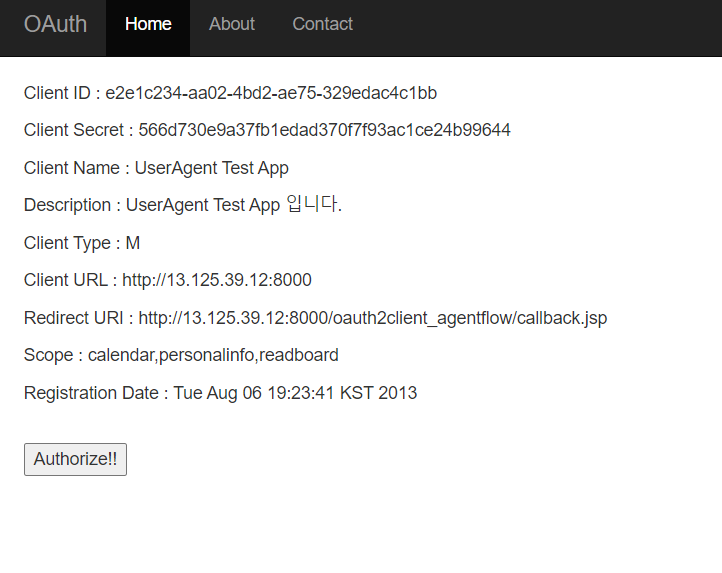 OAuth Home About Contact
Client ID : e2e1c234-aa02-4bd2-ae75-329edac4c1bb
Client Secret : 566d730e9a37fb1edad370f7f93ac1ce24b99644
Client Name : UserAgent Test App
Description : UserAgent Test App 입니다.
Client Type : M
Client URL : http://13.125.39.12:8000
Redirect URI : http://13.125.39.12:8000/oauth2client_agentflow/callback.jsp
Scope : calendar,personalinfo,readboard
Registration Date : Tue Aug 06 19:23:41 KST 2013
Authorize!!